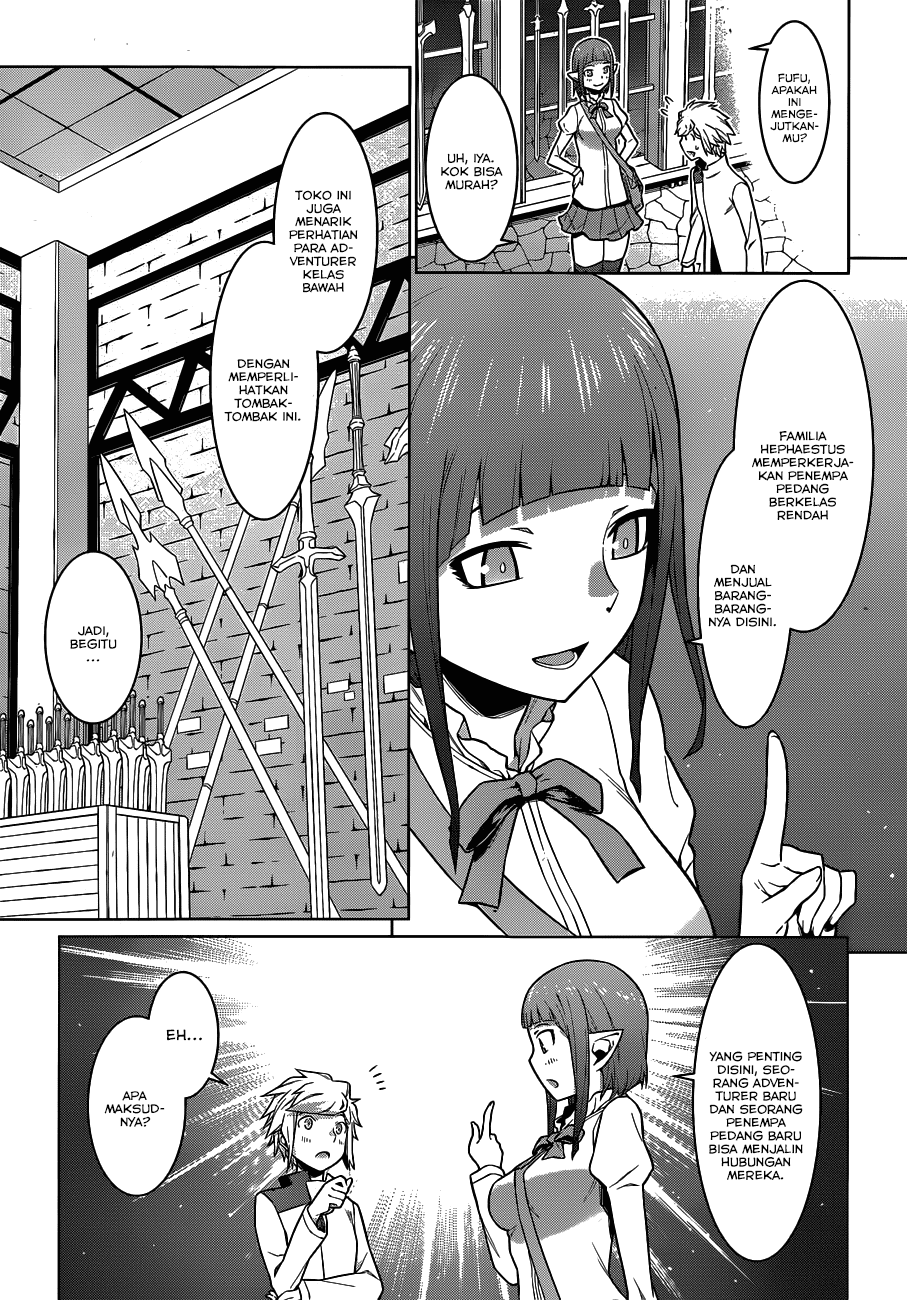 FUFU,
APAKAH
INI
MENGE-
JUTKAN-
MU?
UH, IYA.
KOK BISA
MURAH?
FAMILIA
HEPHAESTUS
MEMPERKERJA-
KAN PENEMPA
PEDANG
BERKELAS
RENDAH
DAN
MENJUAL
BARANG-
BARANG-
NYA DISINI.
TOKO INI
JUGA
MENARIK
PERHATIAN
PARA AD-
VENTURER
KELAS
BAWAH
DENGAN
MEMPERLI-
HATKAN
TOMBAK-
TOMBAK INI.
JADI,
BEGITU
...
YANG PENTING
DISINI, SEO-
RANG ADVEN-
TURER BARU
DAN SEORANG
PENEMPA
PEDANG BARU
BISA MENJALIN
HUBUNGAN
MEREKA.
EH...
APA
MAKSUD-
NYA?